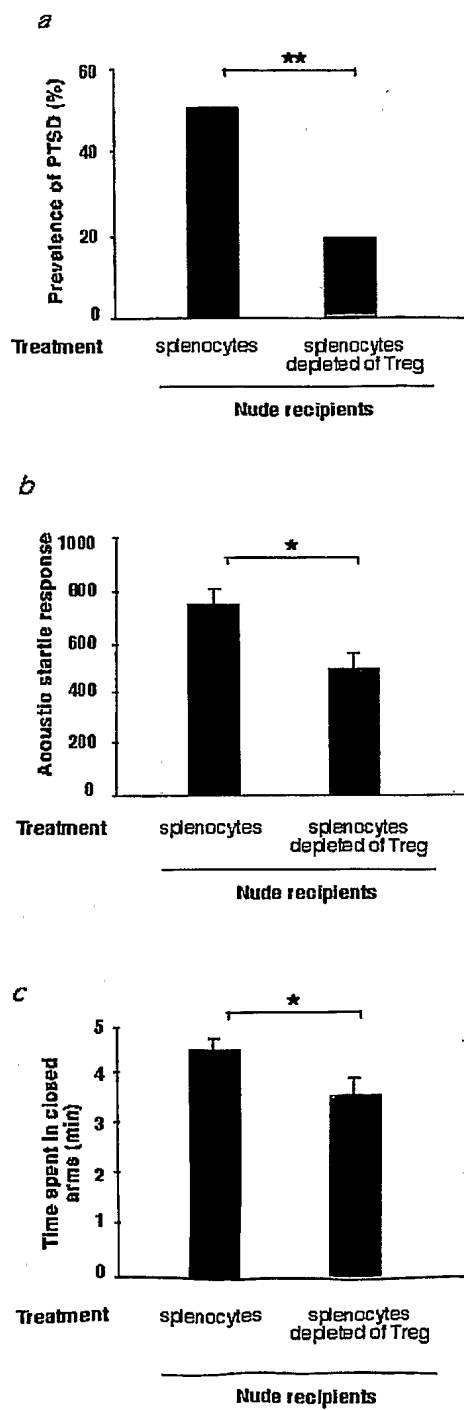 a
**
Prevalence of PTSD (%)
60
40
20
0
Treatment
splenocytes
splenocytes
depleted of Treg
Nude recipients
b
*
Acoustic startle response
1000
800
600
400
200
0
Treatment
splenocytes
splenocytes
depleted of Treg
Nude recipients
c
*
Time spent in closed
arms (min)
5
4
3
2
1
0
Treatment
splenocytes
splenocytes
depleted of Treg
Nude recipients